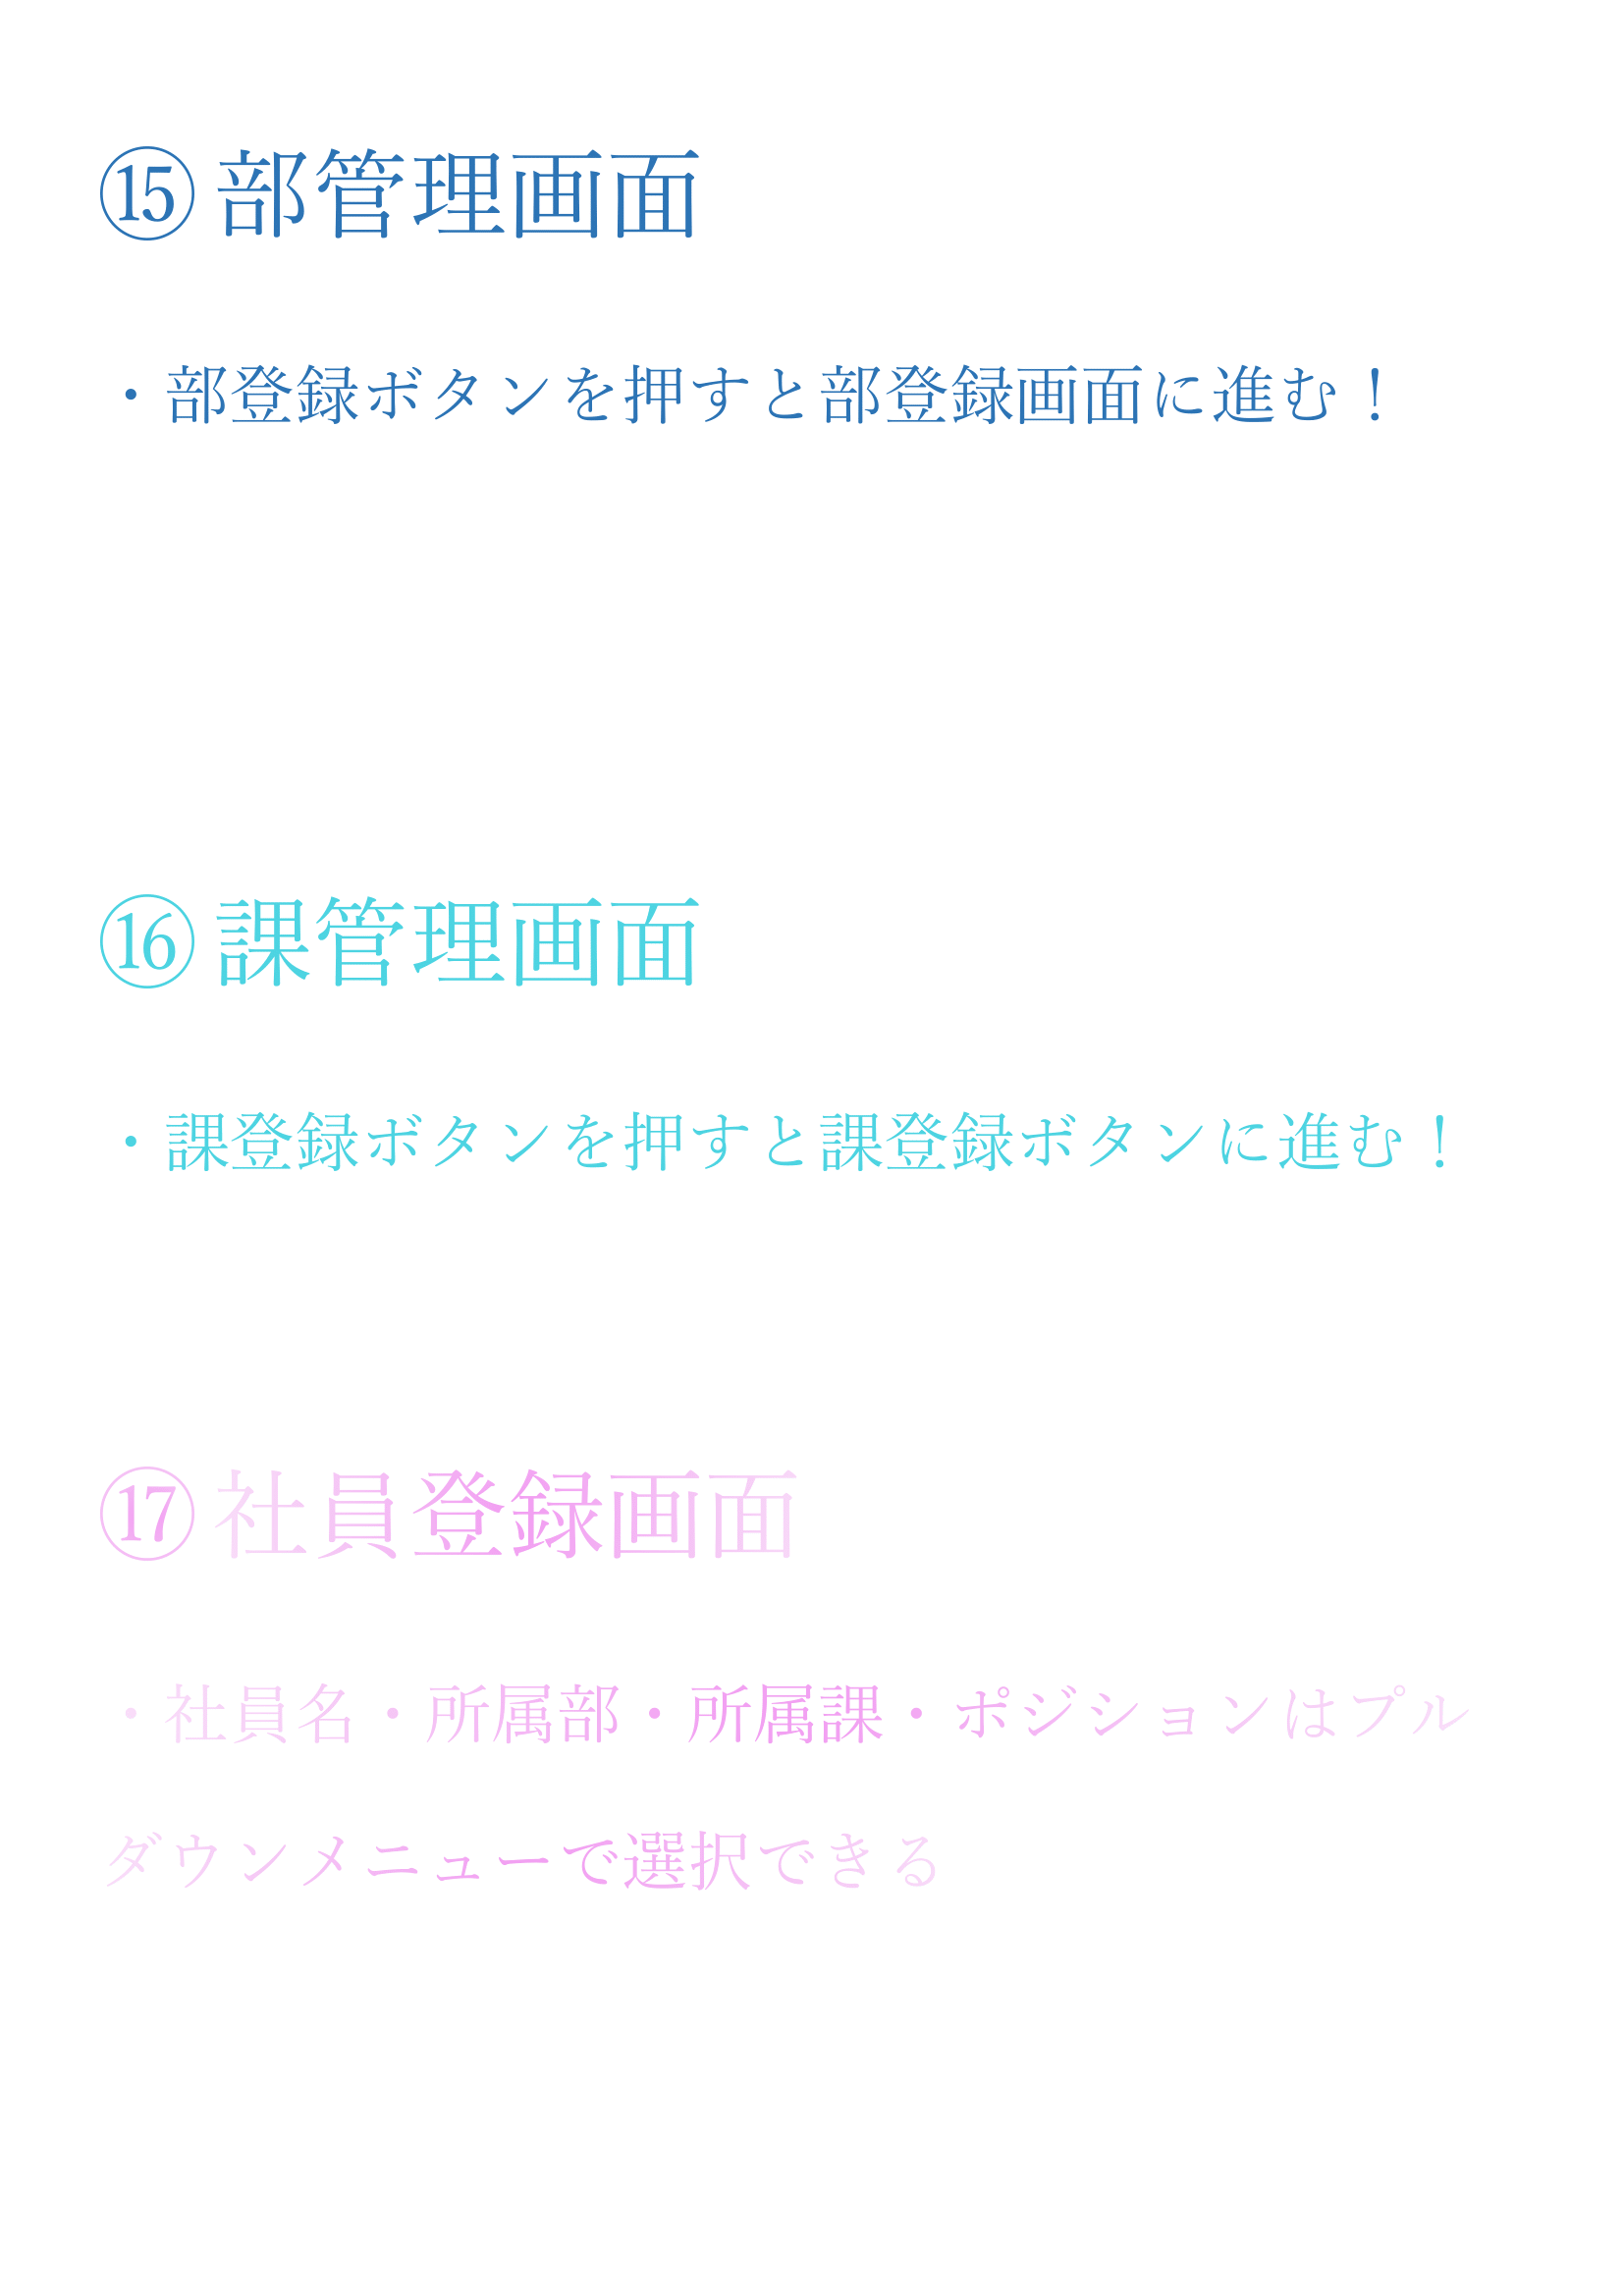 ⑮部管理画面
・部登録ボタンを押すと部登録画面に進む！
⑯課管理画面
・課登録ボタンを押すと課登録ボタンに進む！
⑰社員登録画面
・社員名・所属部・所属課・ポジションはプル
ダウンメニューで選択できる